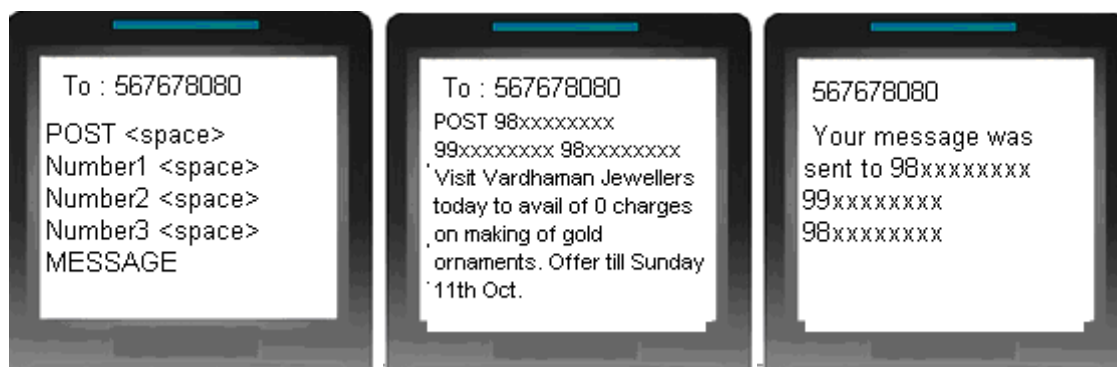 To : 567678080
POST <space>
Number1 <space>
Number2 <space>
Number3 <space>
MESSAGE
To : 567678080
POST 98xxxxxxxx
99xxxxxxxx 98xxxxxxxx
Visit Vardhaman Jewellers
today to avail of 0 charges
on making of gold
ornaments. Offer till Sunday
11th Oct.
567678080
Your message was
sent to 98xxxxxxxx
99xxxxxxxx
98xxxxxxxx